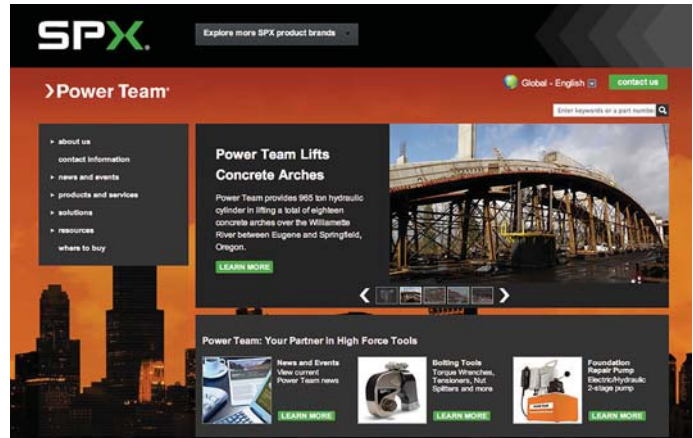 SPX.
Explore more SPX product brands
Global - English
contact us
Power Team®
Enter keywords or a part numbe
about us
contact information
news and events
products and services
solutions
resources
where to buy
Power Team Lifts
Concrete Arches
Power Team provides 965 ton hydraulic
cylinder in lifting a total of eighteen
concrete arches over the Williamette
River between Eugene and Springfield,
Oregon.
LEARN MORE
Power Team: Your Partner in High Force Tools
News and Events
View current
Power Team news
LEARN MORE
Bolting Tools
Torque Wrenches,
Tensioners, Nut
Splitters and more
LEARN MORE
Foundation
Repair Pump
Electric/Hydraulic
2-stage pump
LEARN MORE